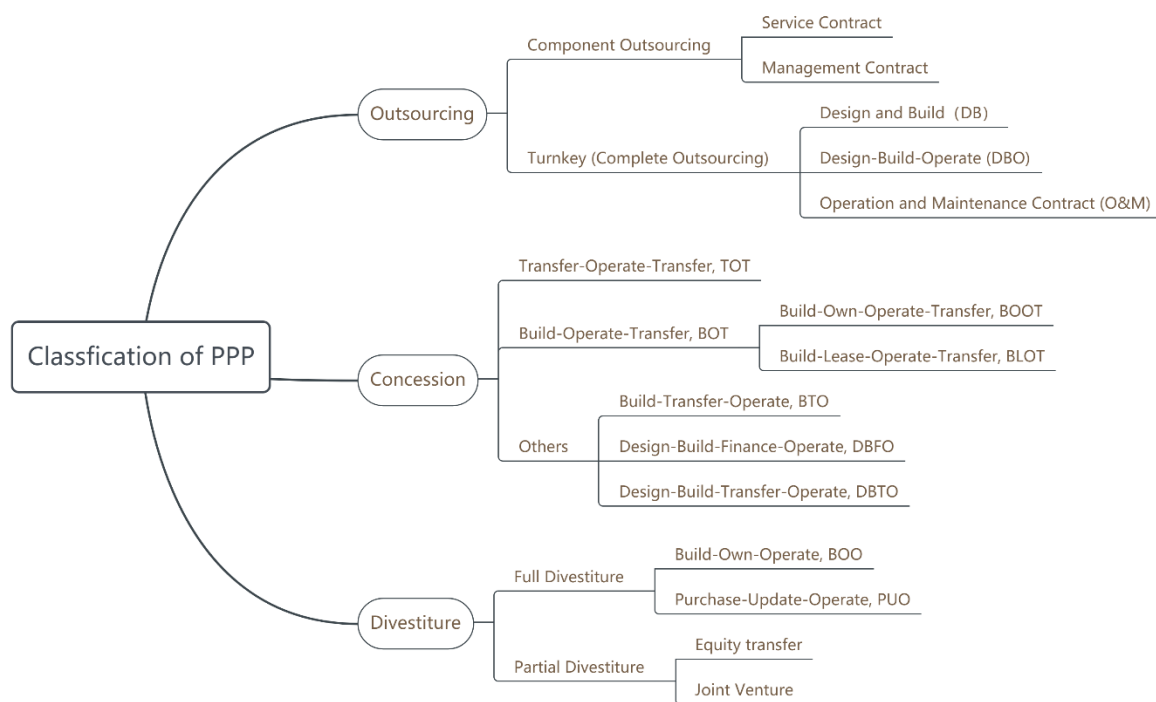 Classfication of PPP
Outsourcing
Component Outsourcing
Service Contract
Management Contract
Turnkey (Complete Outsourcing)
Design and Build（DB）
Design-Build-Operate (DBO)
Operation and Maintenance Contract (O&M)
Concession
Transfer-Operate-Transfer, TOT
Build-Operate-Transfer, BOT
Build-Own-Operate-Transfer, BOOT
Build-Lease-Operate-Transfer, BLOT
Others
Build-Transfer-Operate, BTO
Design-Build-Finance-Operate, DBFO
Design-Build-Transfer-Operate, DBTO
Divestiture
Full Divestiture
Build-Own-Operate, BOO
Purchase-Update-Operate, PUO
Partial Divestiture
Equity transfer
Joint Venture